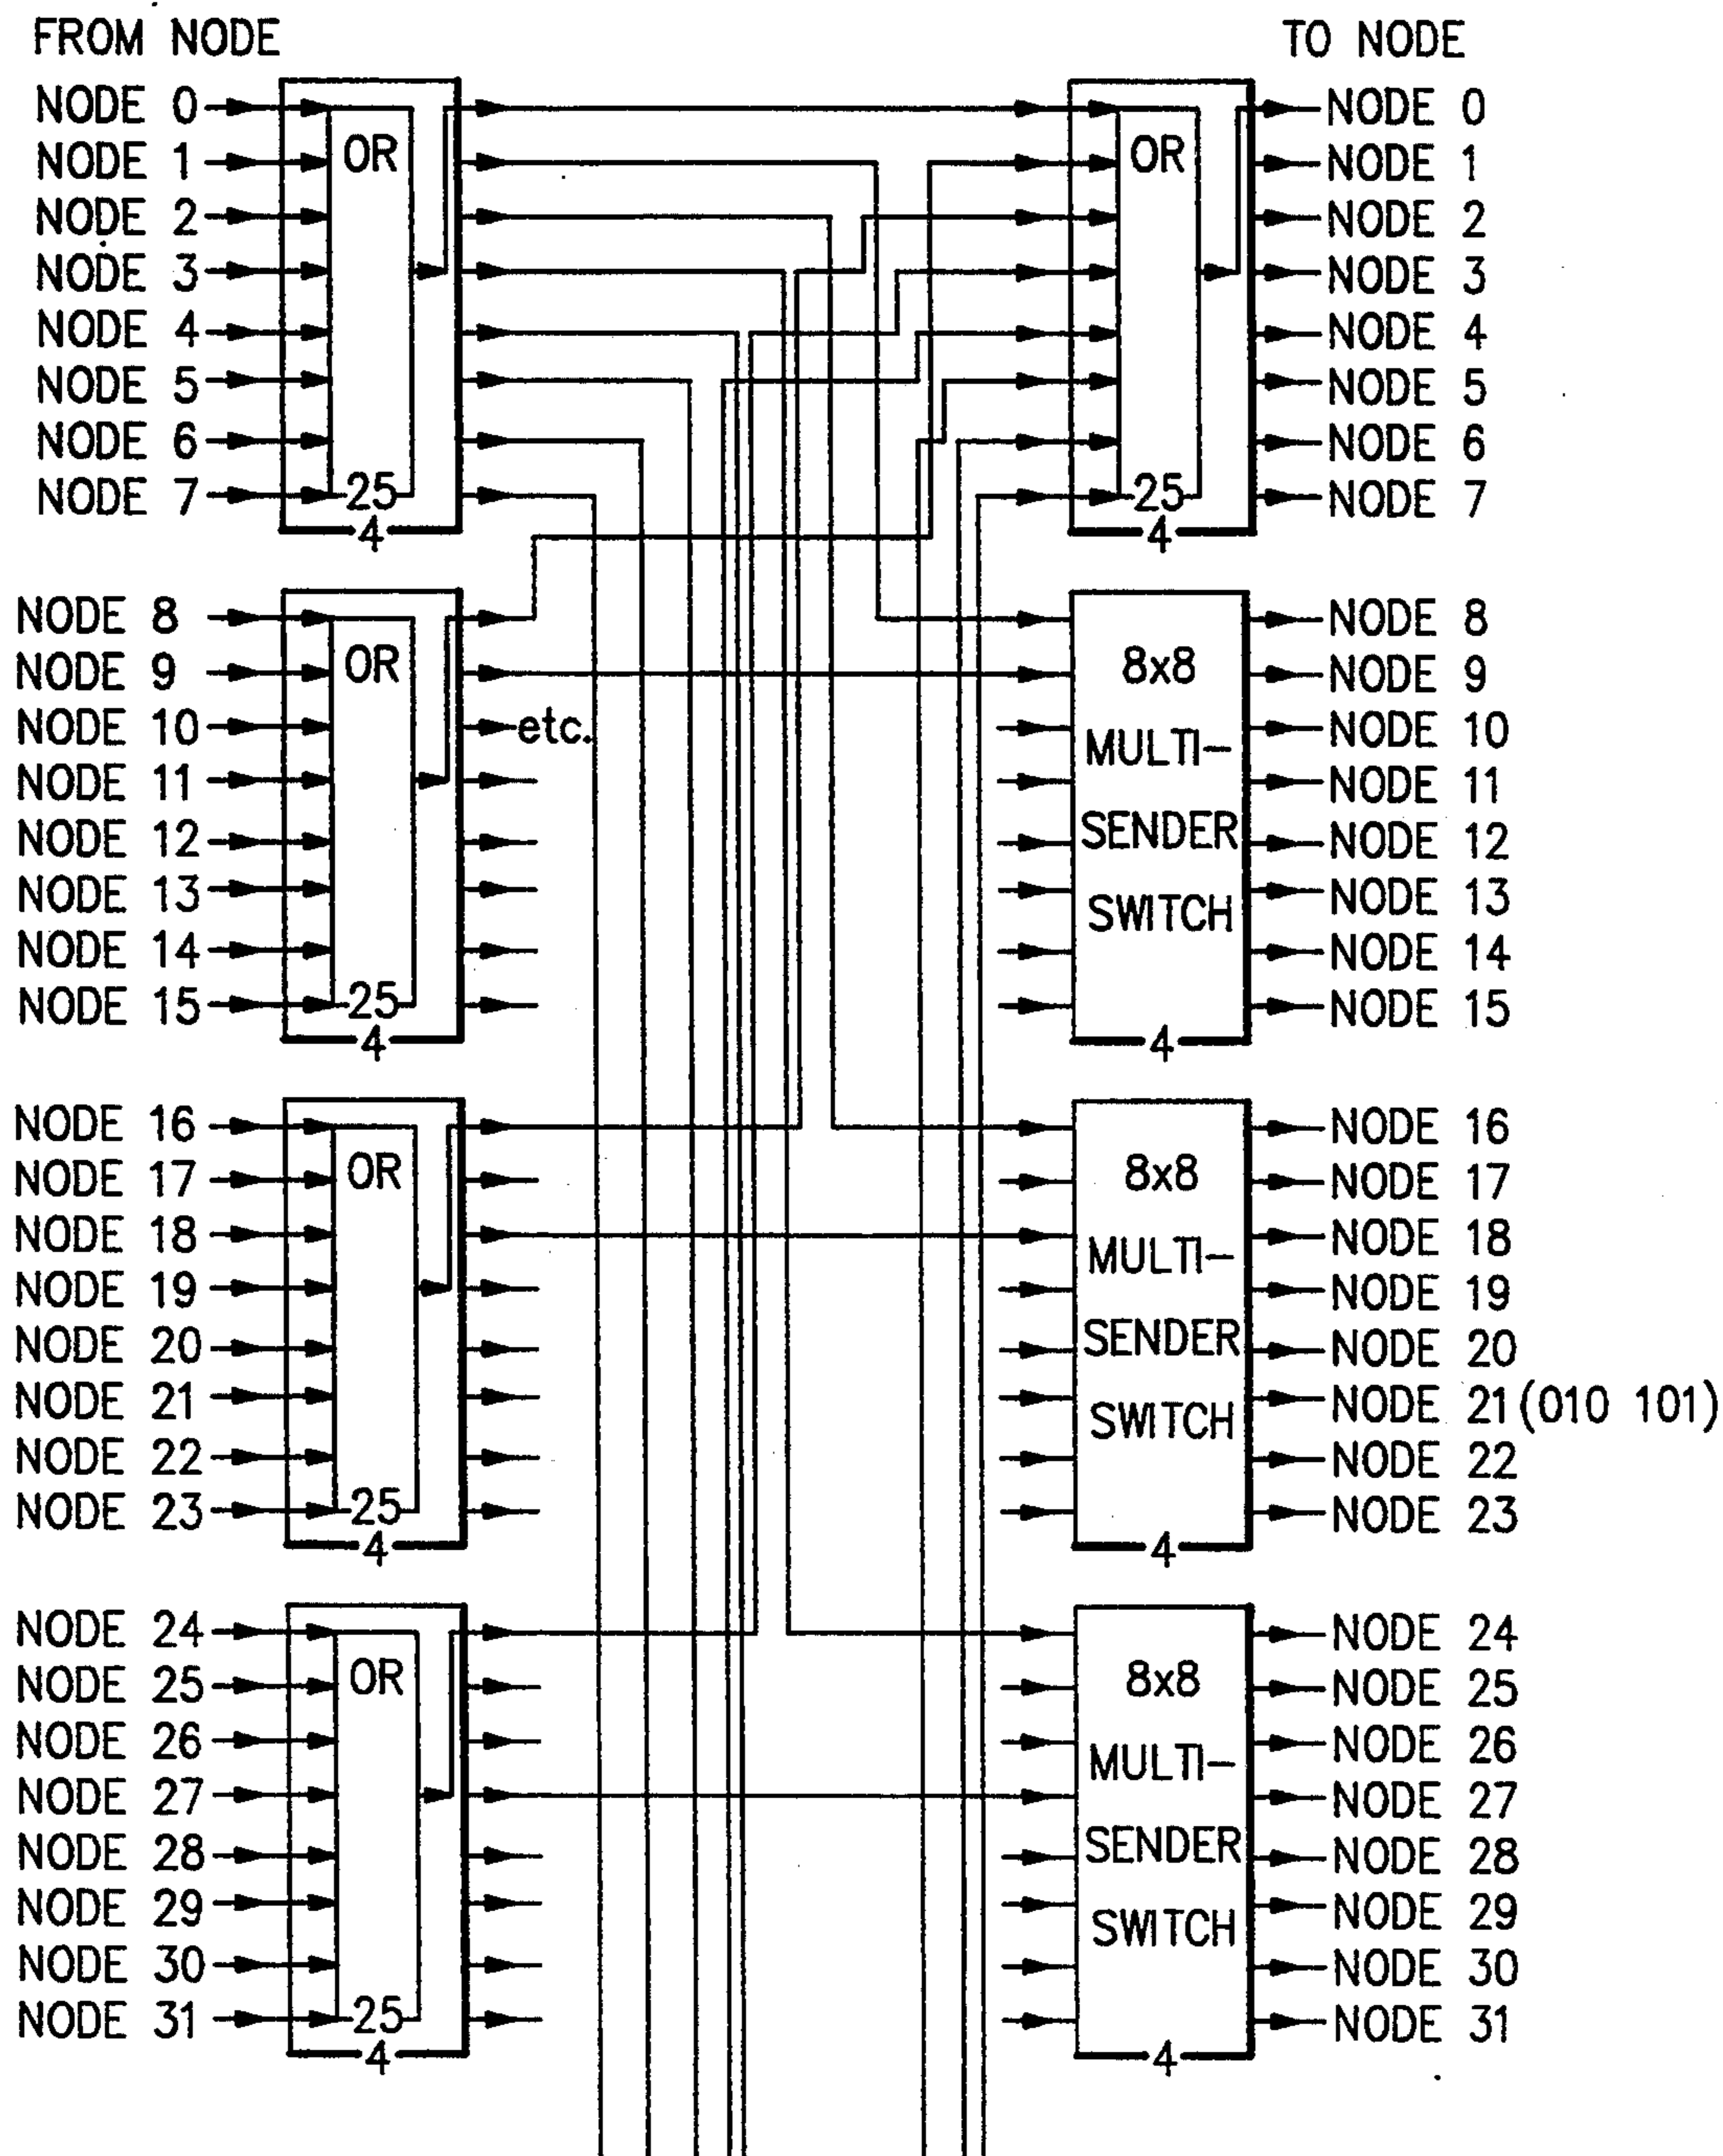 FROM NODE
TO NODE
NODE 0
NODE 1
NODE 2
NODE 3
NODE 4
NODE 5
NODE 6
NODE 7
OR
25
4
OR
25
4
NODE 0
NODE 1
NODE 2
NODE 3
NODE 4
NODE 5
NODE 6
NODE 7
NODE 8
NODE 9
NODE 10
NODE 11
NODE 12
NODE 13
NODE 14
NODE 15
OR
25
4
etc.
8x8
MULTI-
SENDER
SWITCH
4
NODE 8
NODE 9
NODE 10
NODE 11
NODE 12
NODE 13
NODE 14
NODE 15
NODE 16
NODE 17
NODE 18
NODE 19
NODE 20
NODE 21
NODE 22
NODE 23
OR
25
4
8x8
MULTI-
SENDER
SWITCH
4
NODE 16
NODE 17
NODE 18
NODE 19
NODE 20
NODE 21 (010 101)
NODE 22
NODE 23
NODE 24
NODE 25
NODE 26
NODE 27
NODE 28
NODE 29
NODE 30
NODE 31
OR
25
4
8x8
MULTI-
SENDER
SWITCH
4
NODE 24
NODE 25
NODE 26
NODE 27
NODE 28
NODE 29
NODE 30
NODE 31